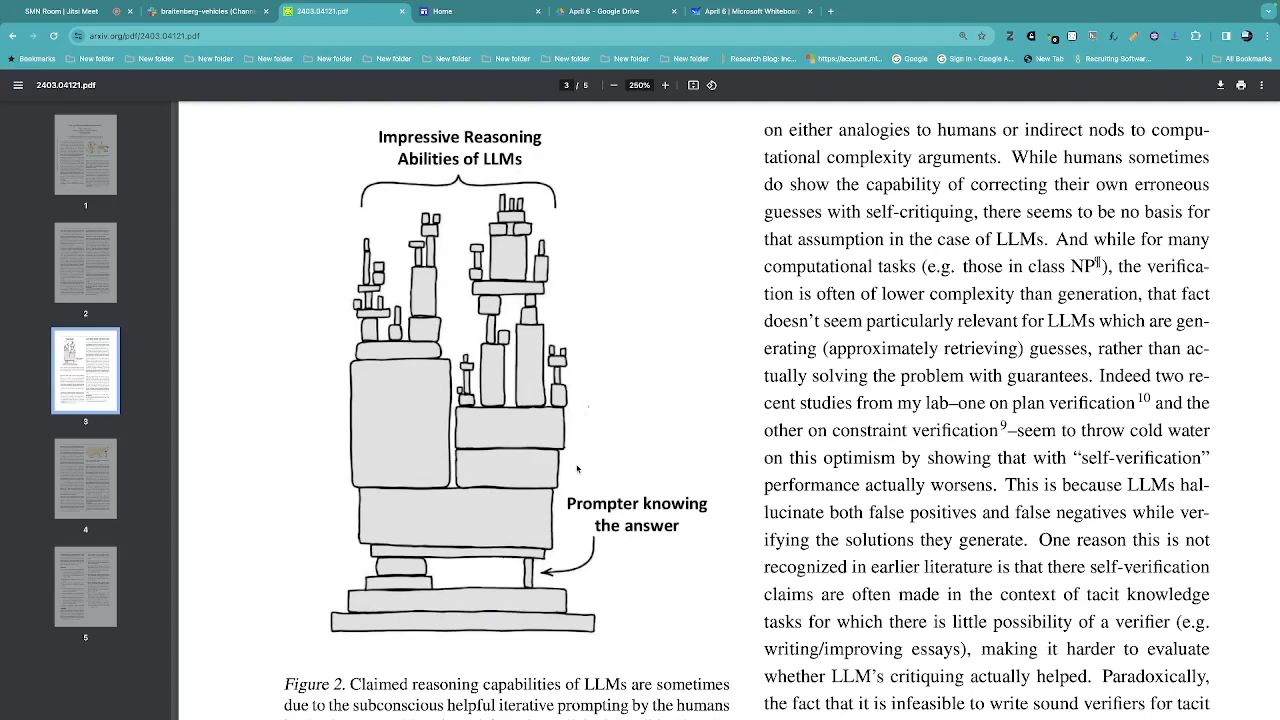 SMN Room | Jitsi Meet
braitenberg-vehicles (Chann
2403.04121.pdf
Home
April 6 - Google Drive
April 6 | Microsoft Whiteboa
arxiv.org/pdf/2403.04121.pdf
Bookmarks
New folder
New folder
New folder
New folder
New folder
New folder
New folder
New folder
Research Blog: Inc...
https://account.ml...
Google
Sign in - Google A...
New Tab
Recruiting Softwar...
»
All Bookmarks
2403.04121.pdf
3 / 5
250%
1
2
3
4
5
Impressive Reasoning
Abilities of LLMs
Prompter knowing
the answer
Figure 2. Claimed reasoning capabilities of LLMs are sometimes
due to the subconscious helpful iterative prompting by the humans
on either analogies to humans or indirect nods to compu-
tational complexity arguments. While humans sometimes
do show the capability of correcting their own erroneous
guesses with self-critiquing, there seems to be no basis for
that assumption in the case of LLMs. And while for many
computational tasks (e.g. those in class NP¶), the verifica-
tion is often of lower complexity than generation, that fact
doesn't seem particularly relevant for LLMs which are gen-
erating (approximately retrieving) guesses, rather than ac-
tually solving the problem with guarantees. Indeed two re-
cent studies from my lab–one on plan verification10 and the
other on constraint verification9–seem to throw cold water
on this optimism by showing that with “self-verification”
performance actually worsens. This is because LLMs hal-
lucinate both false positives and false negatives while ver-
ifying the solutions they generate. One reason this is not
recognized in earlier literature is that there self-verification
claims are often made in the context of tacit knowledge
tasks for which there is little possibility of a verifier (e.g.
writing/improving essays), making it harder to evaluate
whether LLM's critiquing actually helped. Paradoxically,
the fact that it is infeasible to write sound verifiers for tacit